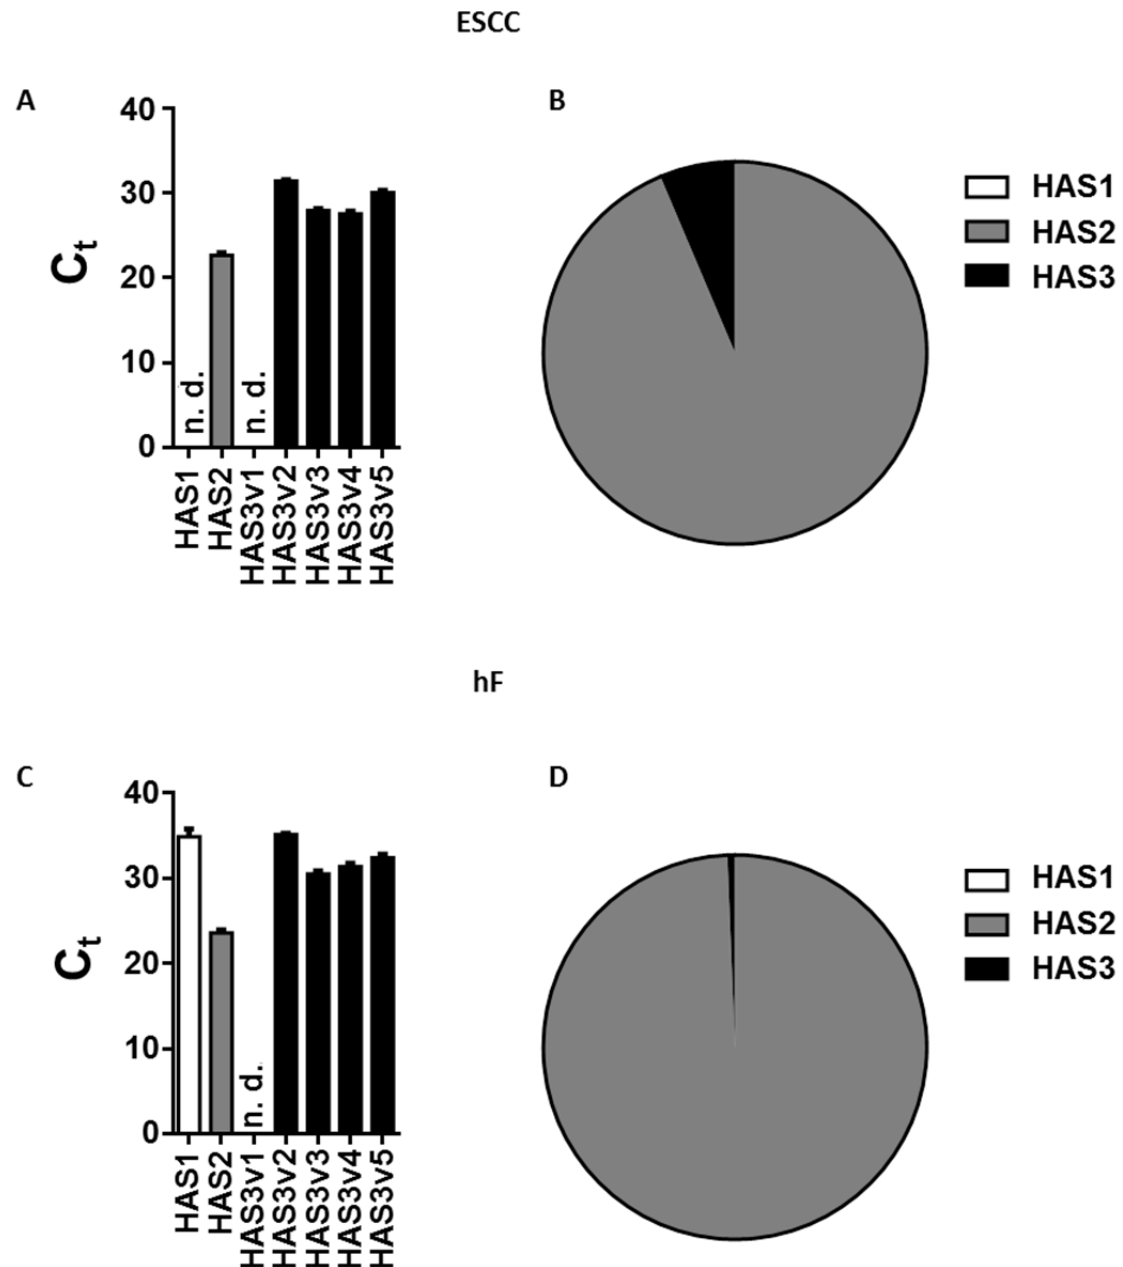 ESCC
A
B
40
30
20
10
0
Ct
n. d.
n. d.
HAS1
HAS2
HAS3v1
HAS3v2
HAS3v3
HAS3v4
HAS3v5
HAS1
HAS2
HAS3
hF
C
D
40
30
20
10
0
Ct
n. d.
HAS1
HAS2
HAS3v1
HAS3v2
HAS3v3
HAS3v4
HAS3v5
HAS1
HAS2
HAS3